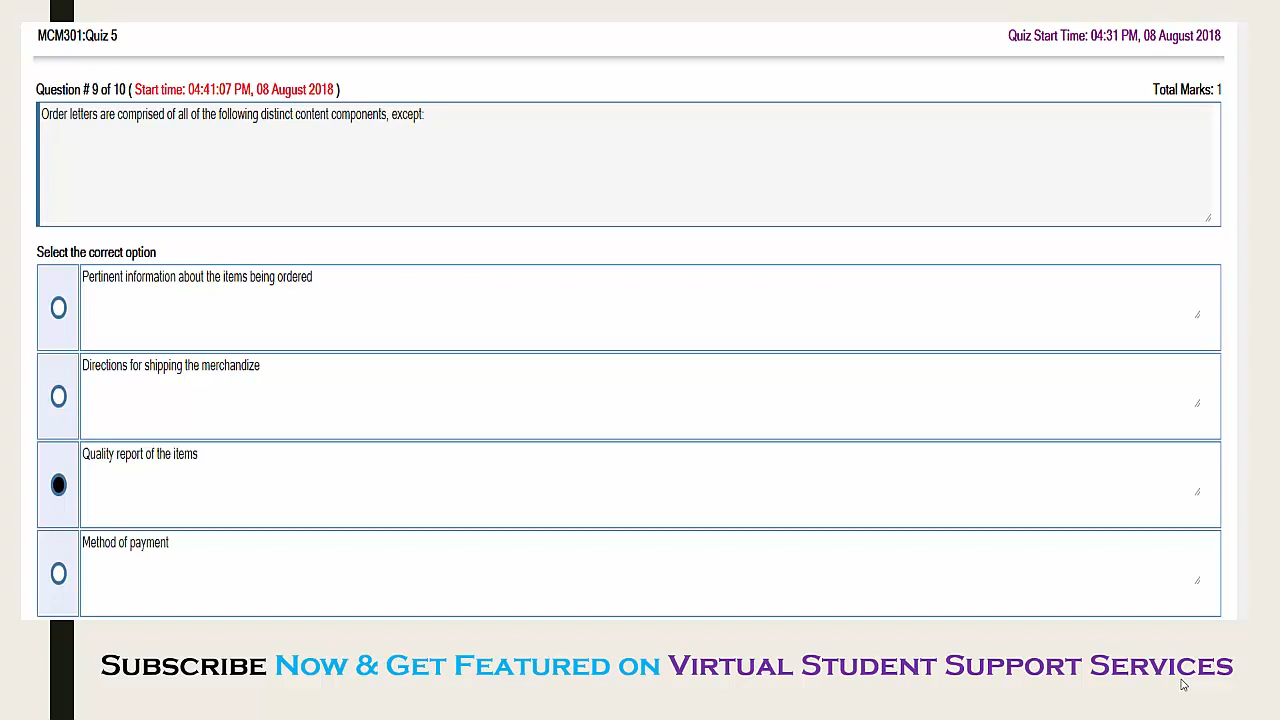 MCM301:Quiz 5
Quiz Start Time: 04:31 PM, 08 August 2018
Question # 9 of 10 ( Start time: 04:41:07 PM, 08 August 2018 )
Total Marks: 1
Order letters are comprised of all of the following distinct content components, except:
Select the correct option
Pertinent information about the items being ordered
Directions for shipping the merchandize
Quality report of the items
Method of payment
Subscribe Now & Get Featured on Virtual Student Support Services